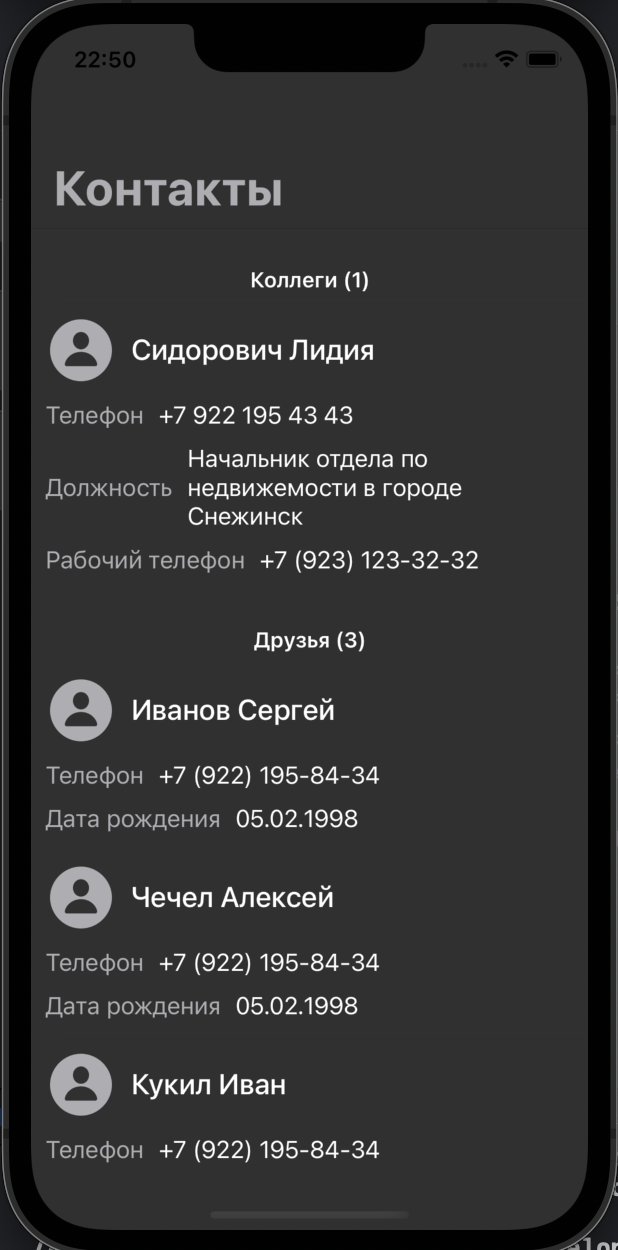 22:50
Контакты
Коллеги (1)
Сидорович Лидия
Телефон +7 922 195 43 43
Должность Начальник отдела по
недвижемости в городе
Снежинск
Рабочий телефон +7 (923) 123-32-32
Друзья (3)
Иванов Сергей
Телефон +7 (922) 195-84-34
Дата рождения 05.02.1998
Чечел Алексей
Телефон +7 (922) 195-84-34
Дата рождения 05.02.1998
Кукил Иван
Телефон +7 (922) 195-84-34